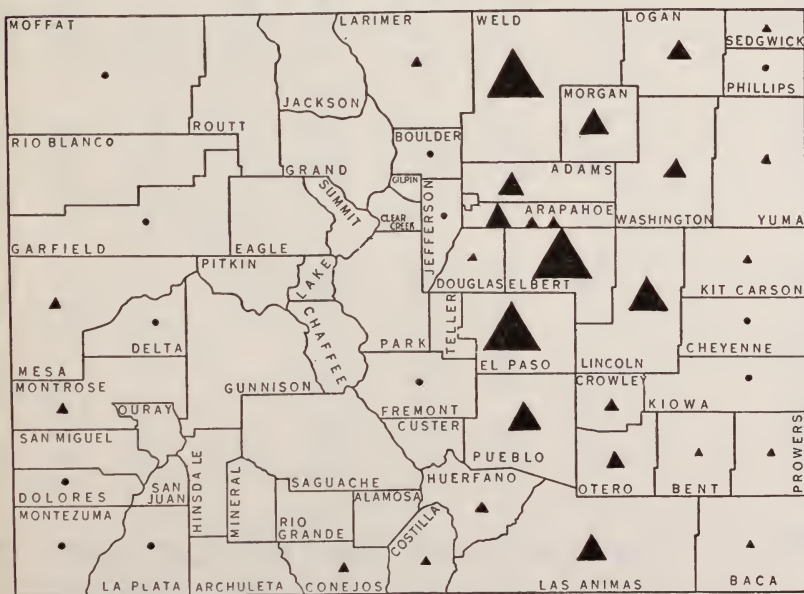 MOFFAT
LARIMER
WELD
LOGAN
SEDGWICK
JACKSON
MORGAN
PHILLIPS
ROUTT
RIO BLANCO
BOULDER
GRAND
ADAMS
GILPIN
SUMMIT
CLEAR
CREEK
JEFFERSON
ARAPAHOE
WASHINGTON
YUMA
GARFIELD
EAGLE
PITKIN
LAKE
DOUGLAS
ELBERT
KIT CARSON
CHAFFEE
TELLER
DELTA
PARK
CHEYENNE
MESA
EL PASO
LINCOLN
MONTROSE
GUNNISON
CROWLEY
OURAY
FREMONT
KIOWA
CUSTER
SAN MIGUEL
PUEBLO
PROWERS
HINSDALE
MINERAL
SAGUACHE
HUERFANO
OTERO
BENT
DOLORES
SAN
JUAN
ALAMOSA
MONTEZUMA
RIO
GRANDE
COSTILLA
LA PLATA
ARCHULETA
CONEJOS
LAS ANIMAS
BACA